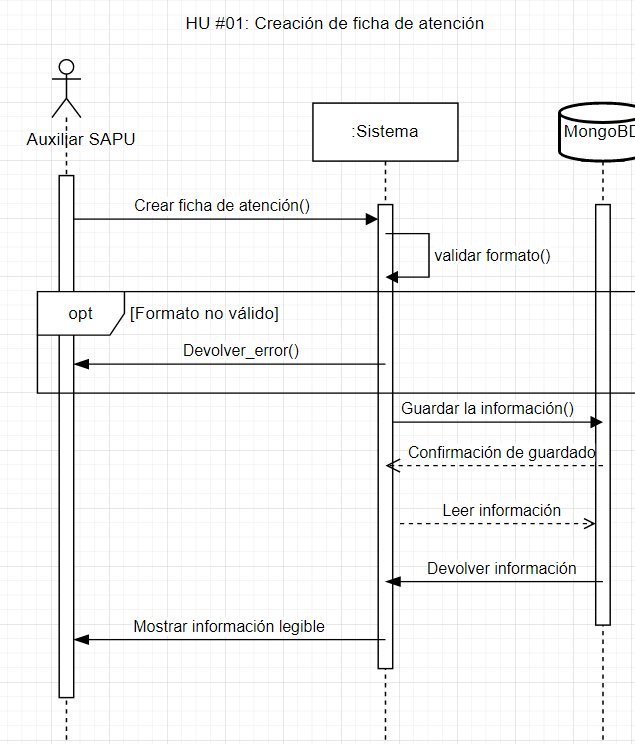 HU #01: Creación de ficha de atención
Auxiliar SAPU
:Sistema
MongoBD
Crear ficha de atención()
validar formato()
opt
[Formato no válido]
Devolver_error()
Guardar la información()
Confirmación de guardado
Leer información
Devolver información
Mostrar información legible